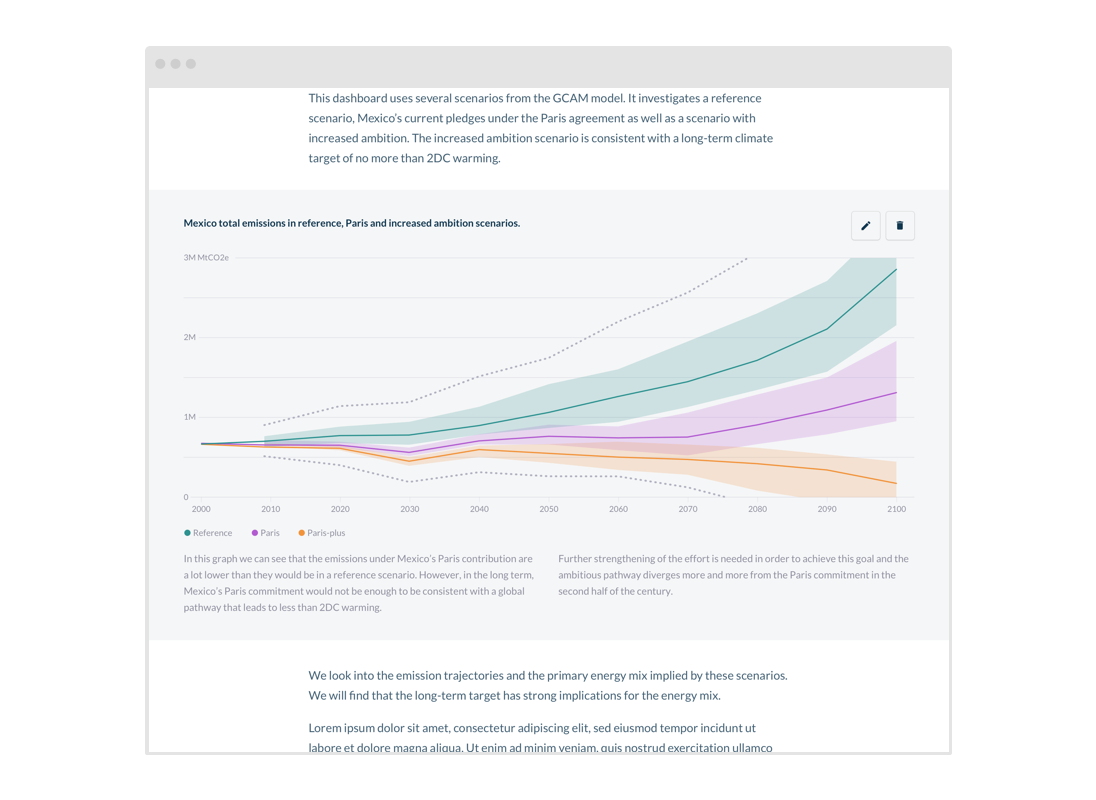 This dashboard uses several scenarios from the GCAM model. It investigates a reference
scenario, Mexico's current pledges under the Paris agreement as well as a scenario with
increased ambition. The increased ambition scenario is consistent with a long-term climate
target of no more than 2DC warming.
Mexico total emissions in reference, Paris and increased ambition scenarios.
3M MtCO2e
2M
1M
0
2000 2010 2020 2030 2040 2050 2060 2070 2080 2090 2100
Reference Paris Paris-plus
In this graph we can see that the emissions under Mexico's Paris contribution are
a lot lower than they would be in a reference scenario. However, in the long term,
Mexico's Paris commitment would not be enough to be consistent with a global
pathway that leads to less than 2DC warming.
Further strengthening of the effort is needed in order to achieve this goal and the
ambitious pathway diverges more and more from the Paris commitment in the
second half of the century.
We look into the emission trajectories and the primary energy mix implied by these scenarios.
We will find that the long-term target has strong implications for the energy mix.
Lorem ipsum dolor sit amet, consectetur adipiscing elit, sed eiusmod tempor incidunt ut
labore et dolore magna aliqua. Ut enim ad minim veniam, quis nostrud exercitation ullamco